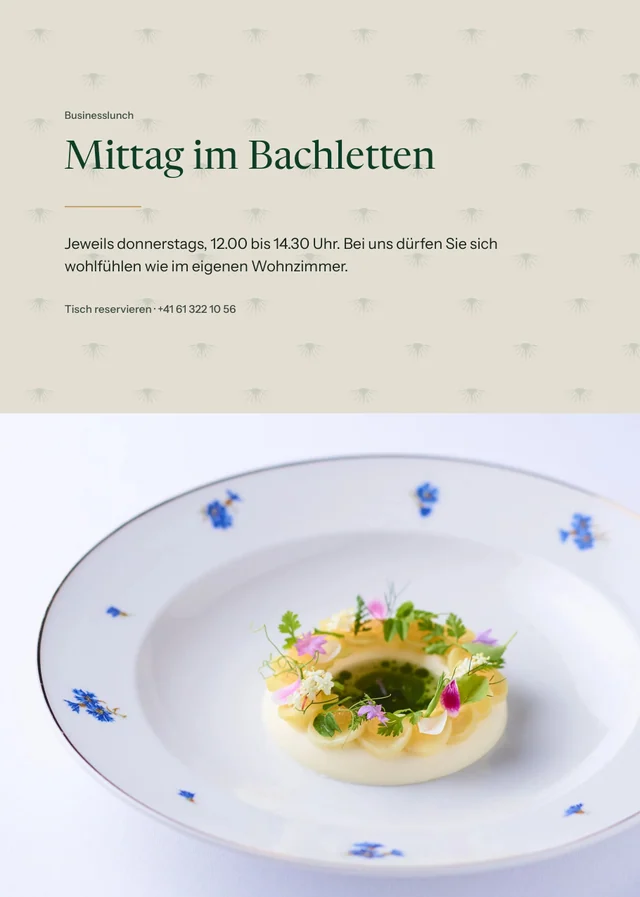 Businesslunch
Mittag im Bachletten
Jeweils donnerstags, 12.00 bis 14.30 Uhr. Bei uns dürfen Sie sich
wohlfühlen wie im eigenen Wohnzimmer.
Tisch reservieren · +41 61 322 10 56